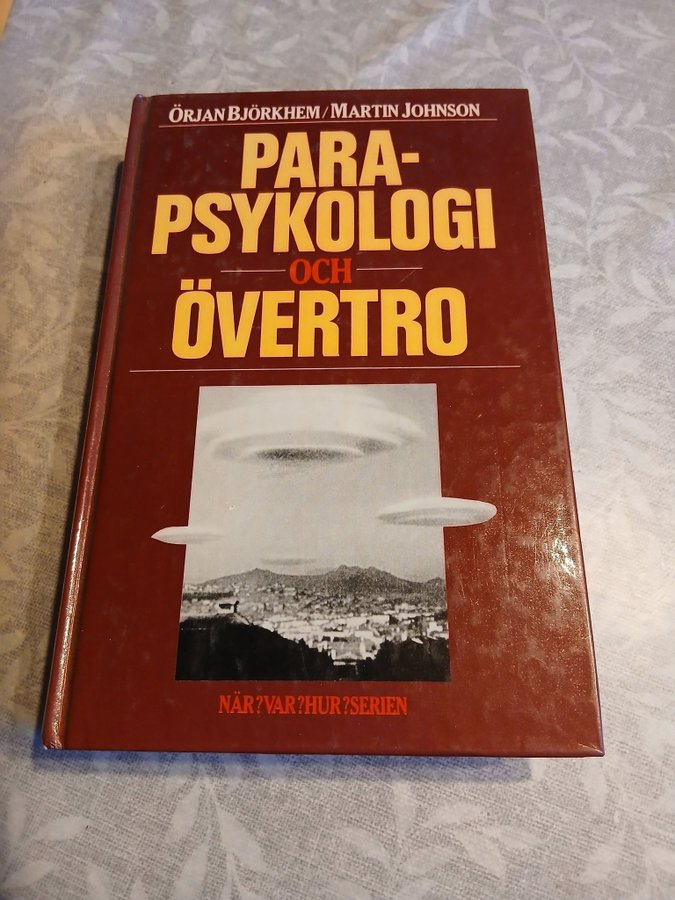 ÖRJAN BJÖRKHEM/MARTIN JOHNSON
PARA-
PSYKOLOGI
OCH
ÖVERTRO
NÄR?VAR?HUR?SERIEN